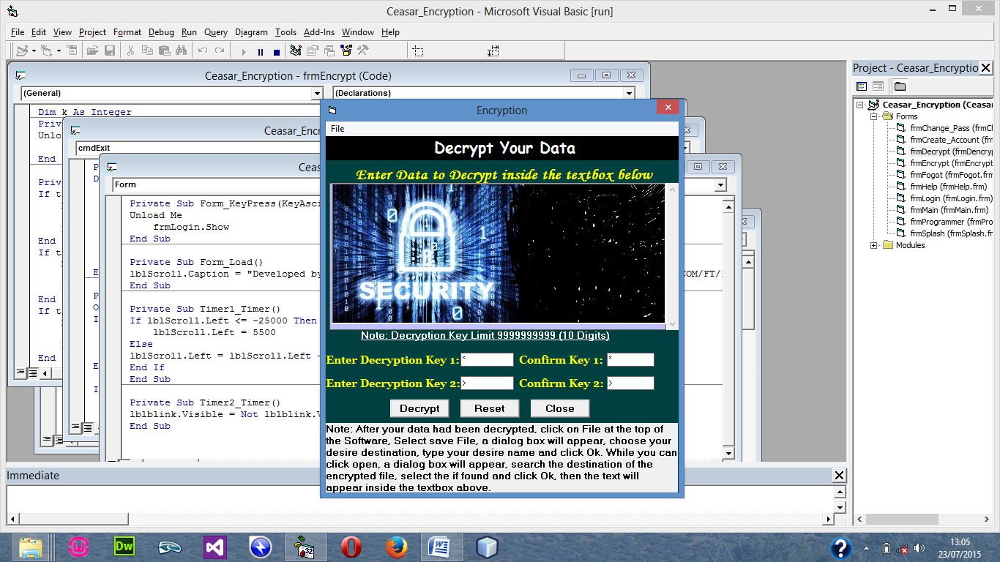 Ceasar_Encryption - Microsoft Visual Basic [run]
File Edit View Project Format Debug Run Query Diagram Tools Add-Ins Window Help
Ceasar_Encryption - frmEncrypt (Code)
(General) (Declarations)
Dim k As Integer
Priv
Unlo
End
Priv
If th
End
If th
End
If th
End
Ceasar_Encr
cmdExit
P
D
E
P
O
I
E
I
Ceas
Form
Private Sub Form_KeyPress(KeyAsci
Unload Me
frmLogin.Show
End Sub
Private Sub Form_Load()
lblScroll.Caption = "Developed by
OM/FT/
End Sub
Private Sub Timer1_Timer()
If lblScroll.Left <= -25000 Then
lblScroll.Left = 5500
Else
lblScroll.Left = lblScroll.Left -
End If
End Sub
Private Sub Timer2_Timer()
lblblink.Visible = Not lblblink.V
End Sub
Encryption
File
Decrypt Your Data
Enter Data to Decrypt inside the textbox below
SECURITY
Note: Decryption Key Limit 9999999999 (10 Digits)
Enter Decryption Key 1: * Confirm Key 1: *
Enter Decryption Key 2: > Confirm Key 2: >
Decrypt Reset Close
Note: After your data had been decrypted, click on File at the top of
the Software, Select save File, a dialog box will appear, choose your
desire destination, type your desire name and click Ok. While you can
click open, a dialog box will appear, search the destination of the
encrypted file, select the if found and click Ok, then the text will
appear inside the textbox above.
Project - Ceasar_Encryptio
Ceasar_Encryption (Ceasar
Forms
frmChange_Pass (frmCh
frmCreate_Account (frm
frmDecrypt (frmDencryp
frmEncrypt (frmEncrypt
frmFogot (frmFogot.frm
frmHelp (frmHelp.frm)
frmLogin (frmLogin.frm)
frmMain (frmMain.frm)
frmProgrammer (frmPro
frmSplash (frmSplash.fr
Modules
Immediate
Dw
32
13:05
23/07/2015